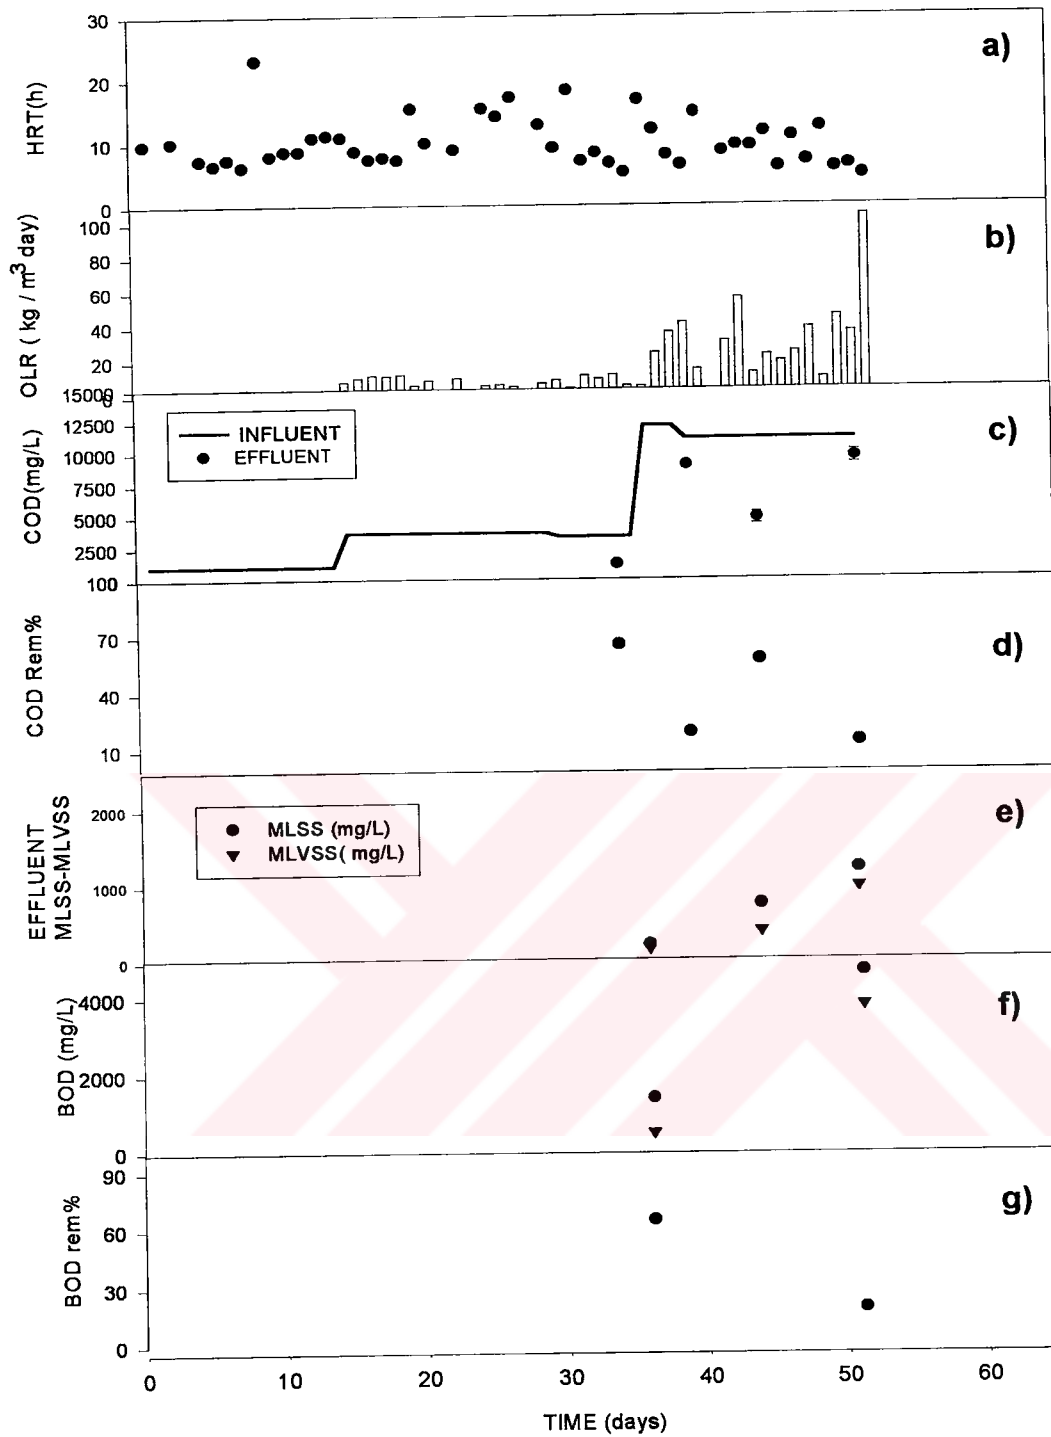 30
20
10
0
HRT(h)
a)
100
80
60
40
20
0
OLR ( kg / m³ day)
b)
15000
12500
10000
7500
5000
2500
COD(mg/L)
INFLUENT
EFFLUENT
c)
100
70
40
10
COD Rem%
d)
2000
1000
0
EFFLUENT
MLSS-MLVSS
MLSS (mg/L)
MLVSS( mg/L)
e)
4000
2000
0
BOD (mg/L)
f)
90
60
30
0
BOD rem%
g)
0 10 20 30 40 50 60
TIME (days)